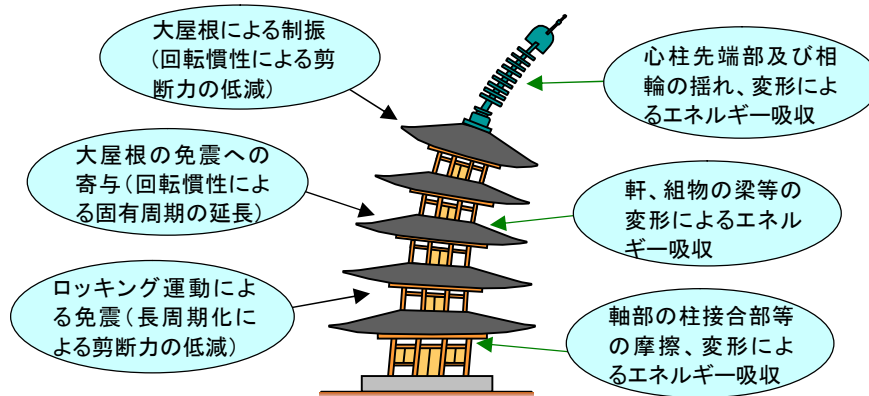 大屋根による制振
(回転慣性による剪
断力の低減)
心柱先端部及び相
輪の揺れ、変形によ
るエネルギー吸収
大屋根の免震への
寄与(回転慣性によ
る固有周期の延長)
軒、組物の梁等の
変形によるエネル
ギー吸収
ロッキング運動によ
る免震(長周期化に
よる剪断力の低減)
軸部の柱接合部等
の摩擦、変形によ
るエネルギー吸収